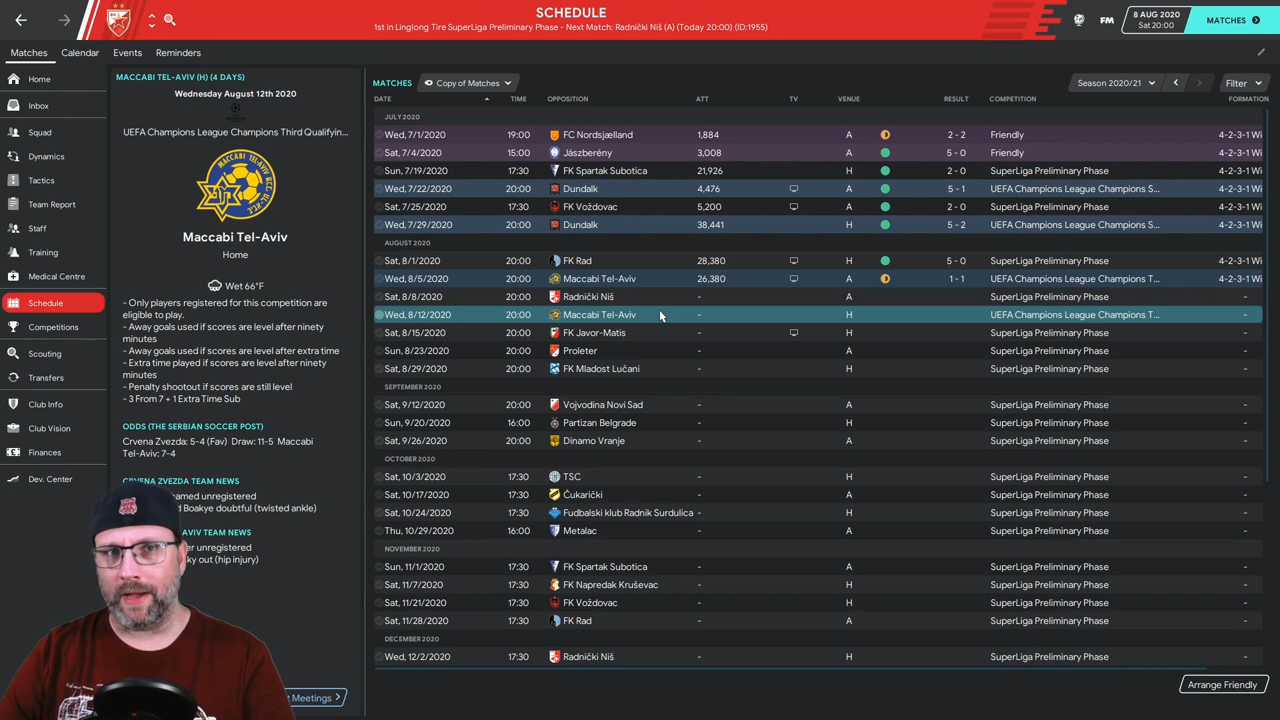 SCHEDULE
1st in Linglong Tire SuperLiga Preliminary Phase - Next Match: Radnički Niš (A) (Today 20:00) (ID:1955)
FM
8 AUG 2020
Sat 20:00
MATCHES
Matches Calendar Events Reminders
Home
Inbox
Squad
Dynamics
Tactics
Team Report
Staff
Training
Medical Centre
Schedule
Competitions
Scouting
Transfers
Club Info
Club Vision
Finances
Dev. Center
MACCABI TEL-AVIV (H) (4 DAYS)
Wednesday August 12th 2020
UEFA Champions League Champions Third Qualifyin...
Maccabi Tel-Aviv
Home
Wet 66°F
- Only players registered for this competition are
eligible to play.
- Away goals used if scores are level after ninety
minutes
- Away goals used if scores are level after extra time
- Extra time played if scores are level after ninety
minutes
- Penalty shootout if scores are still level
- 3 From 7 + 1 Extra Time Sub
ODDS (THE SERBIAN SOCCER POST)
Crvena Zvezda: 5-4 (Fav) Draw: 11-5 Maccabi
Tel-Aviv: 7-4
CRVENA ZVEZDA TEAM NEWS
named unregistered
Boakye doubtful (twisted ankle)
AVIV TEAM NEWS
unregistered
out (hip injury)
Meetings
MATCHES Copy of Matches Season 2020/21 Filter
DATE TIME OPPOSITION ATT TV VENUE RESULT COMPETITION FORMATION
JULY 2020
Wed, 7/1/2020 19:00 FC Nordsjælland 1,884 A 2 - 2 Friendly 4-2-3-1 Wi
Sat, 7/4/2020 15:00 Jászberény 3,008 A 5 - 0 Friendly 4-2-3-1 Wi
Sun, 7/19/2020 17:30 FK Spartak Subotica 21,926 H 2 - 0 SuperLiga Preliminary Phase 4-2-3-1 Wi
Wed, 7/22/2020 20:00 Dundalk 4,476 A 5 - 1 UEFA Champions League Champions S... 4-2-3-1 Wi
Sat, 7/25/2020 17:30 FK Voždovac 5,200 A 2 - 0 SuperLiga Preliminary Phase 4-2-3-1 Wi
Wed, 7/29/2020 20:00 Dundalk 38,441 H 5 - 2 UEFA Champions League Champions S... 4-2-3-1 Wi
AUGUST 2020
Sat, 8/1/2020 20:00 FK Rad 28,380 H 5 - 0 SuperLiga Preliminary Phase 4-2-3-1 Wi
Wed, 8/5/2020 20:00 Maccabi Tel-Aviv 26,380 A 1 - 1 UEFA Champions League Champions T... 4-2-3-1 Wi
Sat, 8/8/2020 20:00 Radnički Niš - A SuperLiga Preliminary Phase -
Wed, 8/12/2020 20:00 Maccabi Tel-Aviv - H UEFA Champions League Champions T... -
Sat, 8/15/2020 20:00 FK Javor-Matis - H SuperLiga Preliminary Phase -
Sun, 8/23/2020 20:00 Proleter - A SuperLiga Preliminary Phase -
Sat, 8/29/2020 20:00 FK Mladost Lučani - H SuperLiga Preliminary Phase -
SEPTEMBER 2020
Sat, 9/12/2020 20:00 Vojvodina Novi Sad - A SuperLiga Preliminary Phase -
Sun, 9/20/2020 16:00 Partizan Belgrade - H SuperLiga Preliminary Phase -
Sat, 9/26/2020 20:00 Dinamo Vranje - A SuperLiga Preliminary Phase -
OCTOBER 2020
Sat, 10/3/2020 17:30 TSC - H SuperLiga Preliminary Phase -
Sat, 10/17/2020 17:30 Čukarički - A SuperLiga Preliminary Phase -
Sat, 10/24/2020 17:30 Fudbalski klub Radnik Surdulica - H SuperLiga Preliminary Phase -
Thu, 10/29/2020 16:00 Metalac - A SuperLiga Preliminary Phase -
NOVEMBER 2020
Sun, 11/1/2020 17:30 FK Spartak Subotica - A SuperLiga Preliminary Phase -
Sat, 11/7/2020 17:30 FK Napredak Kruševac - H SuperLiga Preliminary Phase -
Sat, 11/21/2020 17:30 FK Voždovac - H SuperLiga Preliminary Phase -
Sat, 11/28/2020 17:30 FK Rad - A SuperLiga Preliminary Phase -
DECEMBER 2020
Wed, 12/2/2020 17:30 Radnički Niš - H SuperLiga Preliminary Phase -
Arrange Friendly